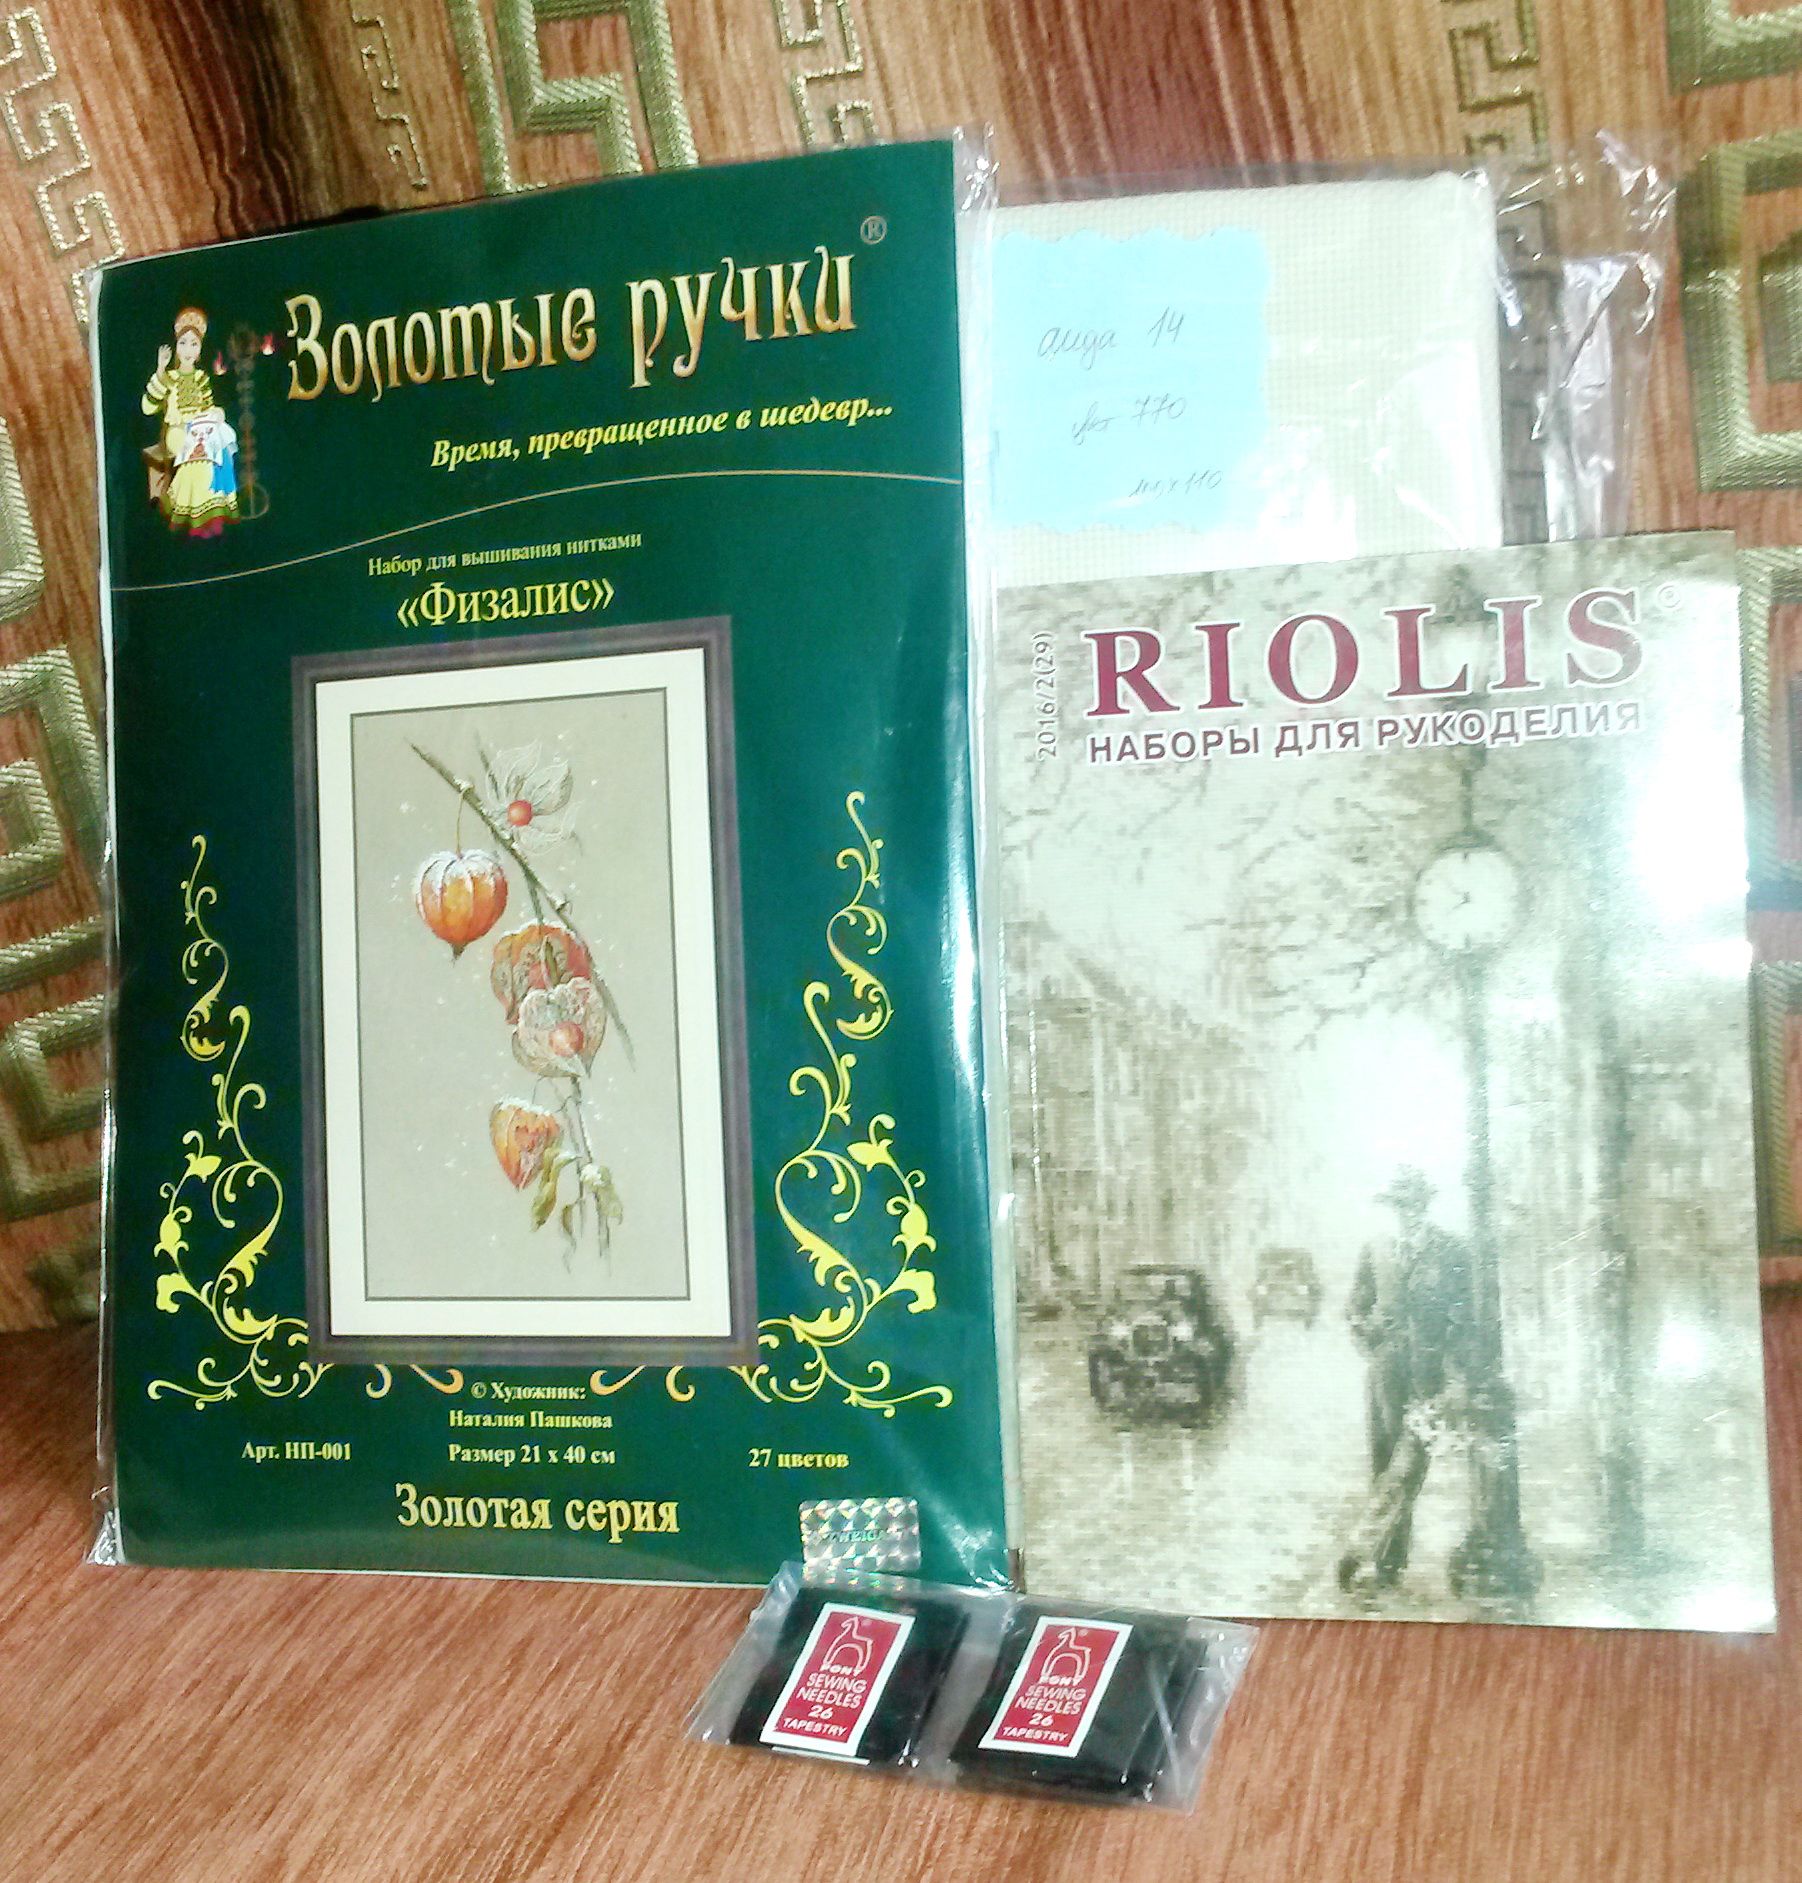 Золотые ручки®
Время, превращенное в шедевр...
Набор для вышивания нитками
«Физалис»
© Художник:
Наталия Пашкова
Арт. НП-001
Размер 21 х 40 см
27 цветов
Золотая серия
аида 14
цвет 770
110
2016/2(29)
RIOLIS®
НАБОРЫ ДЛЯ РУКОДЕЛИЯ
PONY
SEWING
NEEDLES
26
TAPESTRY
PONY
SEWING
NEEDLES
26
TAPESTRY